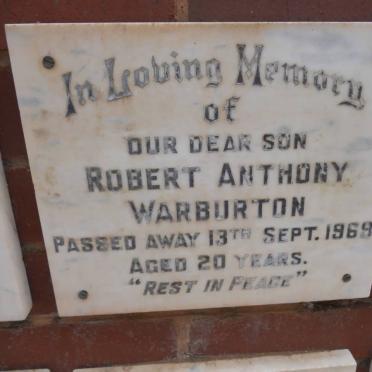 In Loving Memory
of
OUR DEAR SON
ROBERT ANTHONY
WARBURTON
PASSED AWAY 13TH SEPT. 1969
AGED 20 YEARS.
"REST IN PEACE"